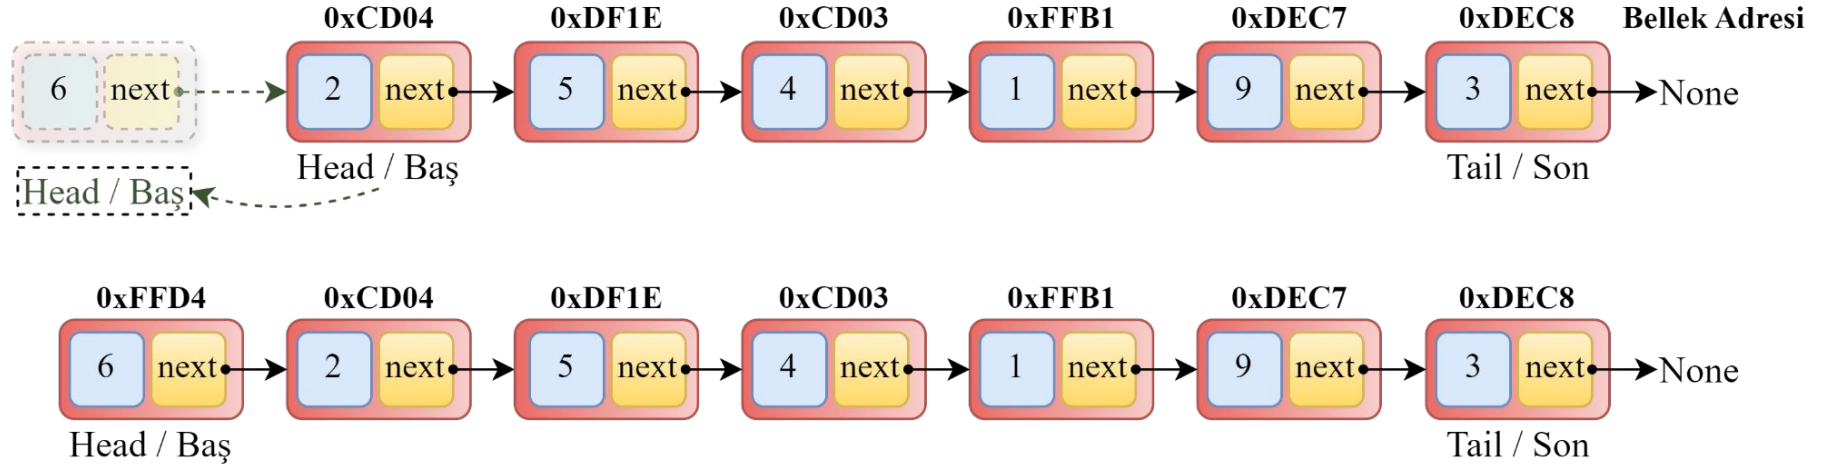 0xCD04 0xDF1E 0xCD03 0xFFB1 0xDEC7 0xDEC8 Bellek Adresi
6 next 2 next 5 next 4 next 1 next 9 next 3 next None
Head / Baş Tail / Son
Head / Baş
0xFFD4 0xCD04 0xDF1E 0xCD03 0xFFB1 0xDEC7 0xDEC8
6 next 2 next 5 next 4 next 1 next 9 next 3 next None
Head / Baş Tail / Son